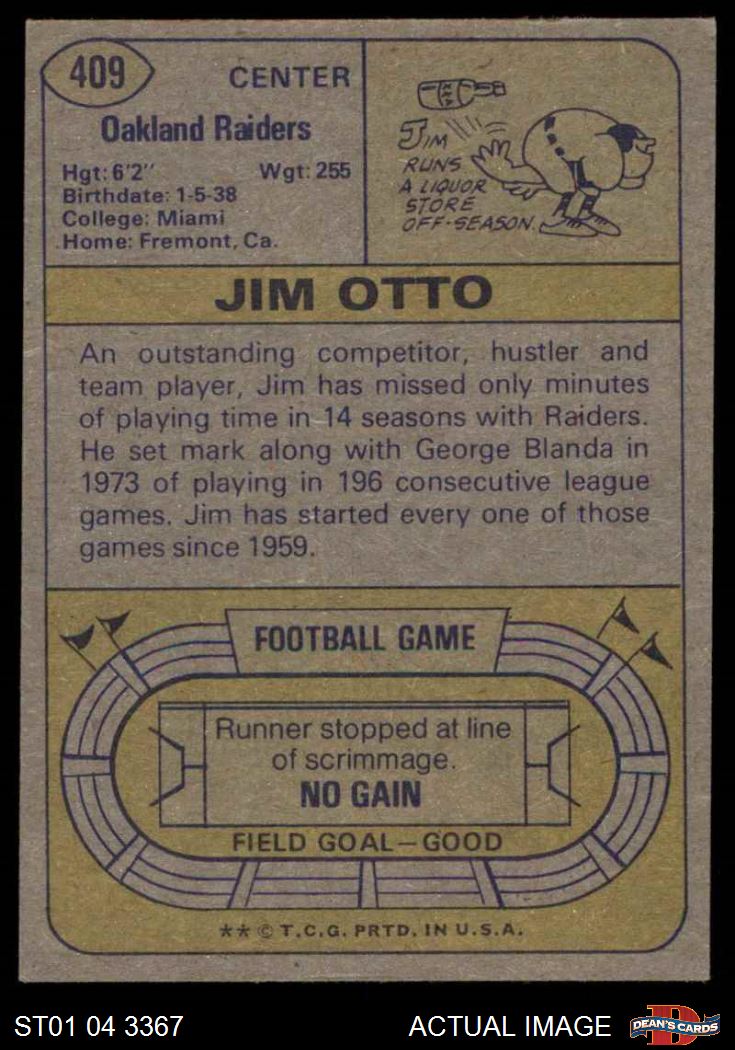 409
CENTER
Oakland Raiders
Hgt: 6'2''    Wgt: 255
Birthdate: 1-5-38
College: Miami
Home: Fremont, Ca.
JIM
RUNS
A LIQUOR
STORE
OFF-SEASON.
JIM OTTO
An outstanding competitor, hustler and
team player, Jim has missed only minutes
of playing time in 14 seasons with Raiders.
He set mark along with George Blanda in
1973 of playing in 196 consecutive league
games. Jim has started every one of those
games since 1959.
FOOTBALL GAME
Runner stopped at line
of scrimmage.
NO GAIN
FIELD GOAL—GOOD
** © T.C.G. PRTD. IN U.S.A.
ST01 04 3367    ACTUAL IMAGE
D
DEAN'S CARDS